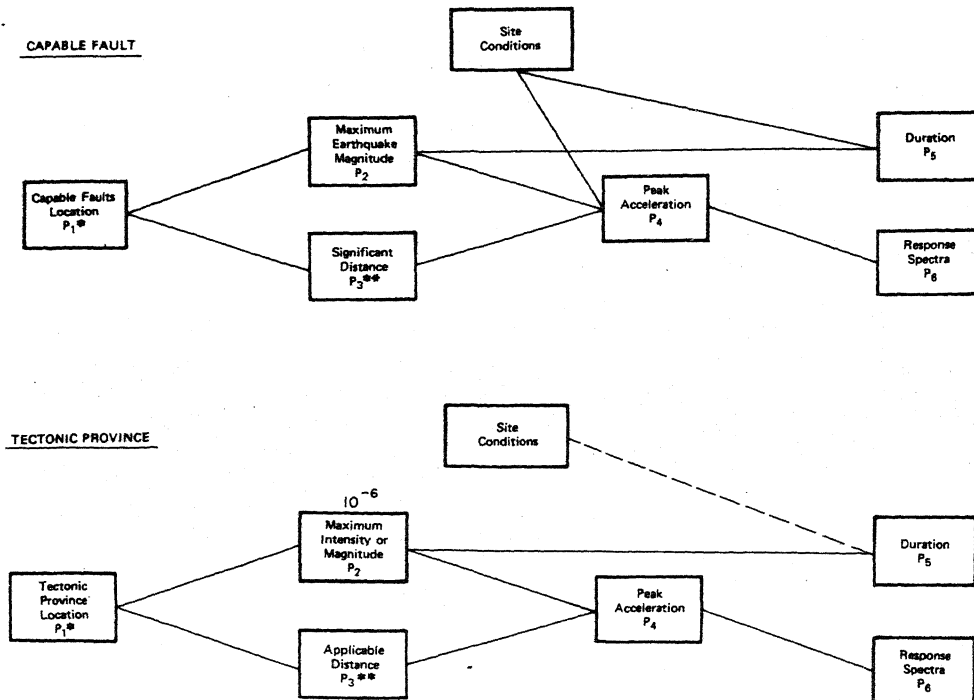 CAPABLE FAULT
Site
Conditions
Maximum
Earthquake
Magnitude
P2
Duration
P5
Capable Faults
Location
P1*
Peak
Acceleration
P4
Significant
Distance
P3**
Response
Spectra
P6
TECTONIC PROVINCE
Site
Conditions
10-6
Maximum
Intensity or
Magnitude
P2
Duration
P5
Tectonic
Province
Location
P1*
Peak
Acceleration
P4
Applicable
Distance
P3**
Response
Spectra
P6